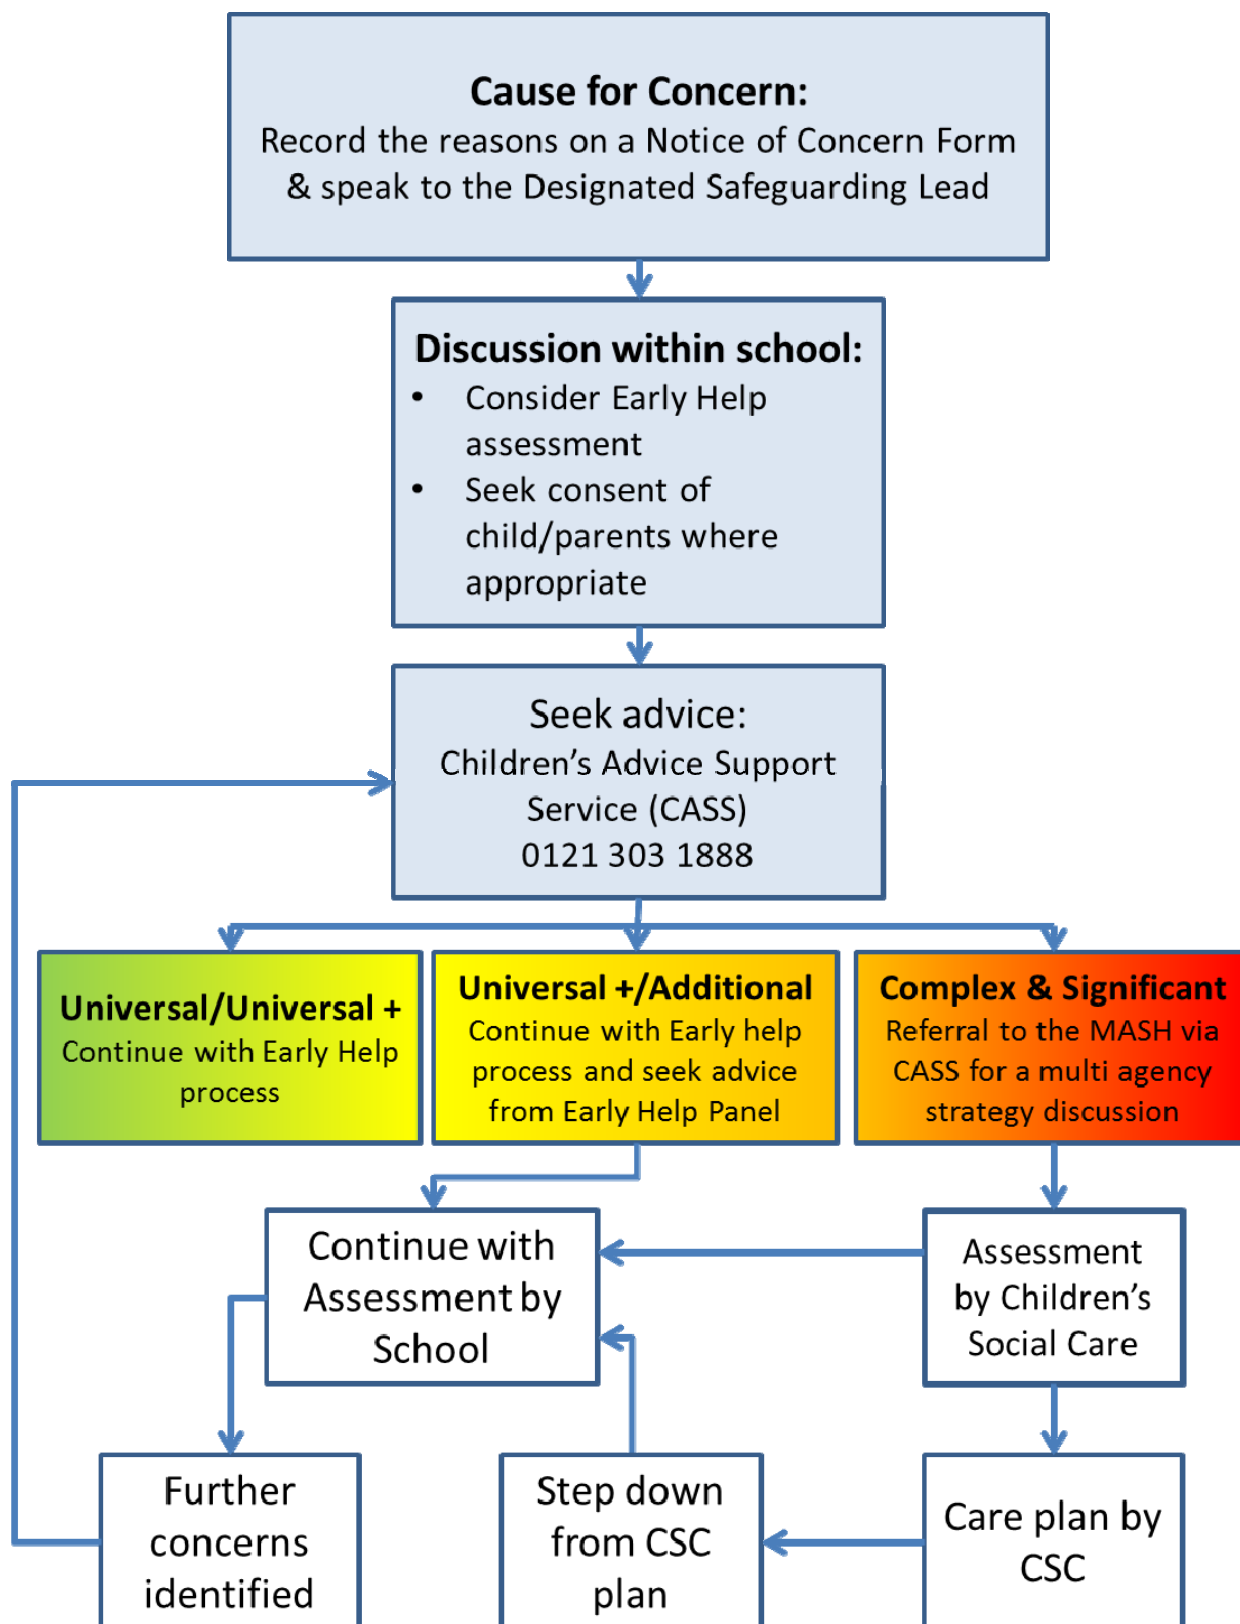 Cause for Concern:
Record the reasons on a Notice of Concern Form
& speak to the Designated Safeguarding Lead
Discussion within school:
• Consider Early Help
assessment
• Seek consent of
child/parents where
appropriate
Seek advice:
Children’s Advice Support
Service (CASS)
0121 303 1888
Universal/Universal +
Continue with Early Help
process
Universal +/Additional
Continue with Early help
process and seek advice
from Early Help Panel
Complex & Significant
Referral to the MASH via
CASS for a multi agency
strategy discussion
Continue with
Assessment by
School
Assessment
by Children’s
Social Care
Further
concerns
identified
Step down
from CSC
plan
Care plan by
CSC